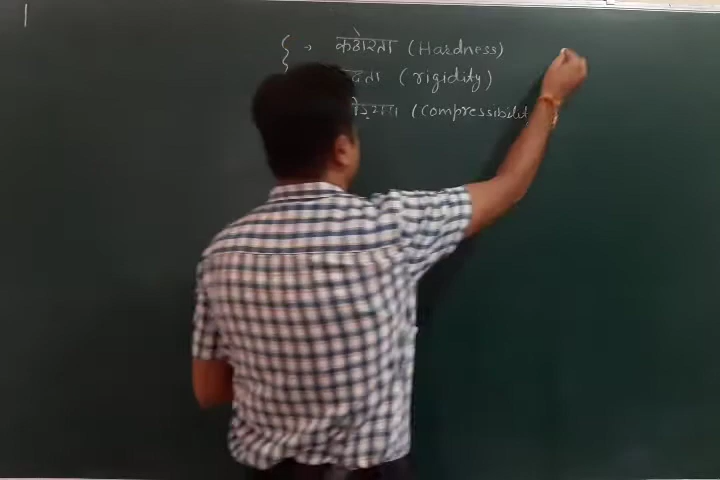 → कठोरता (Hardness)
(rigidity)
(Compressibilit